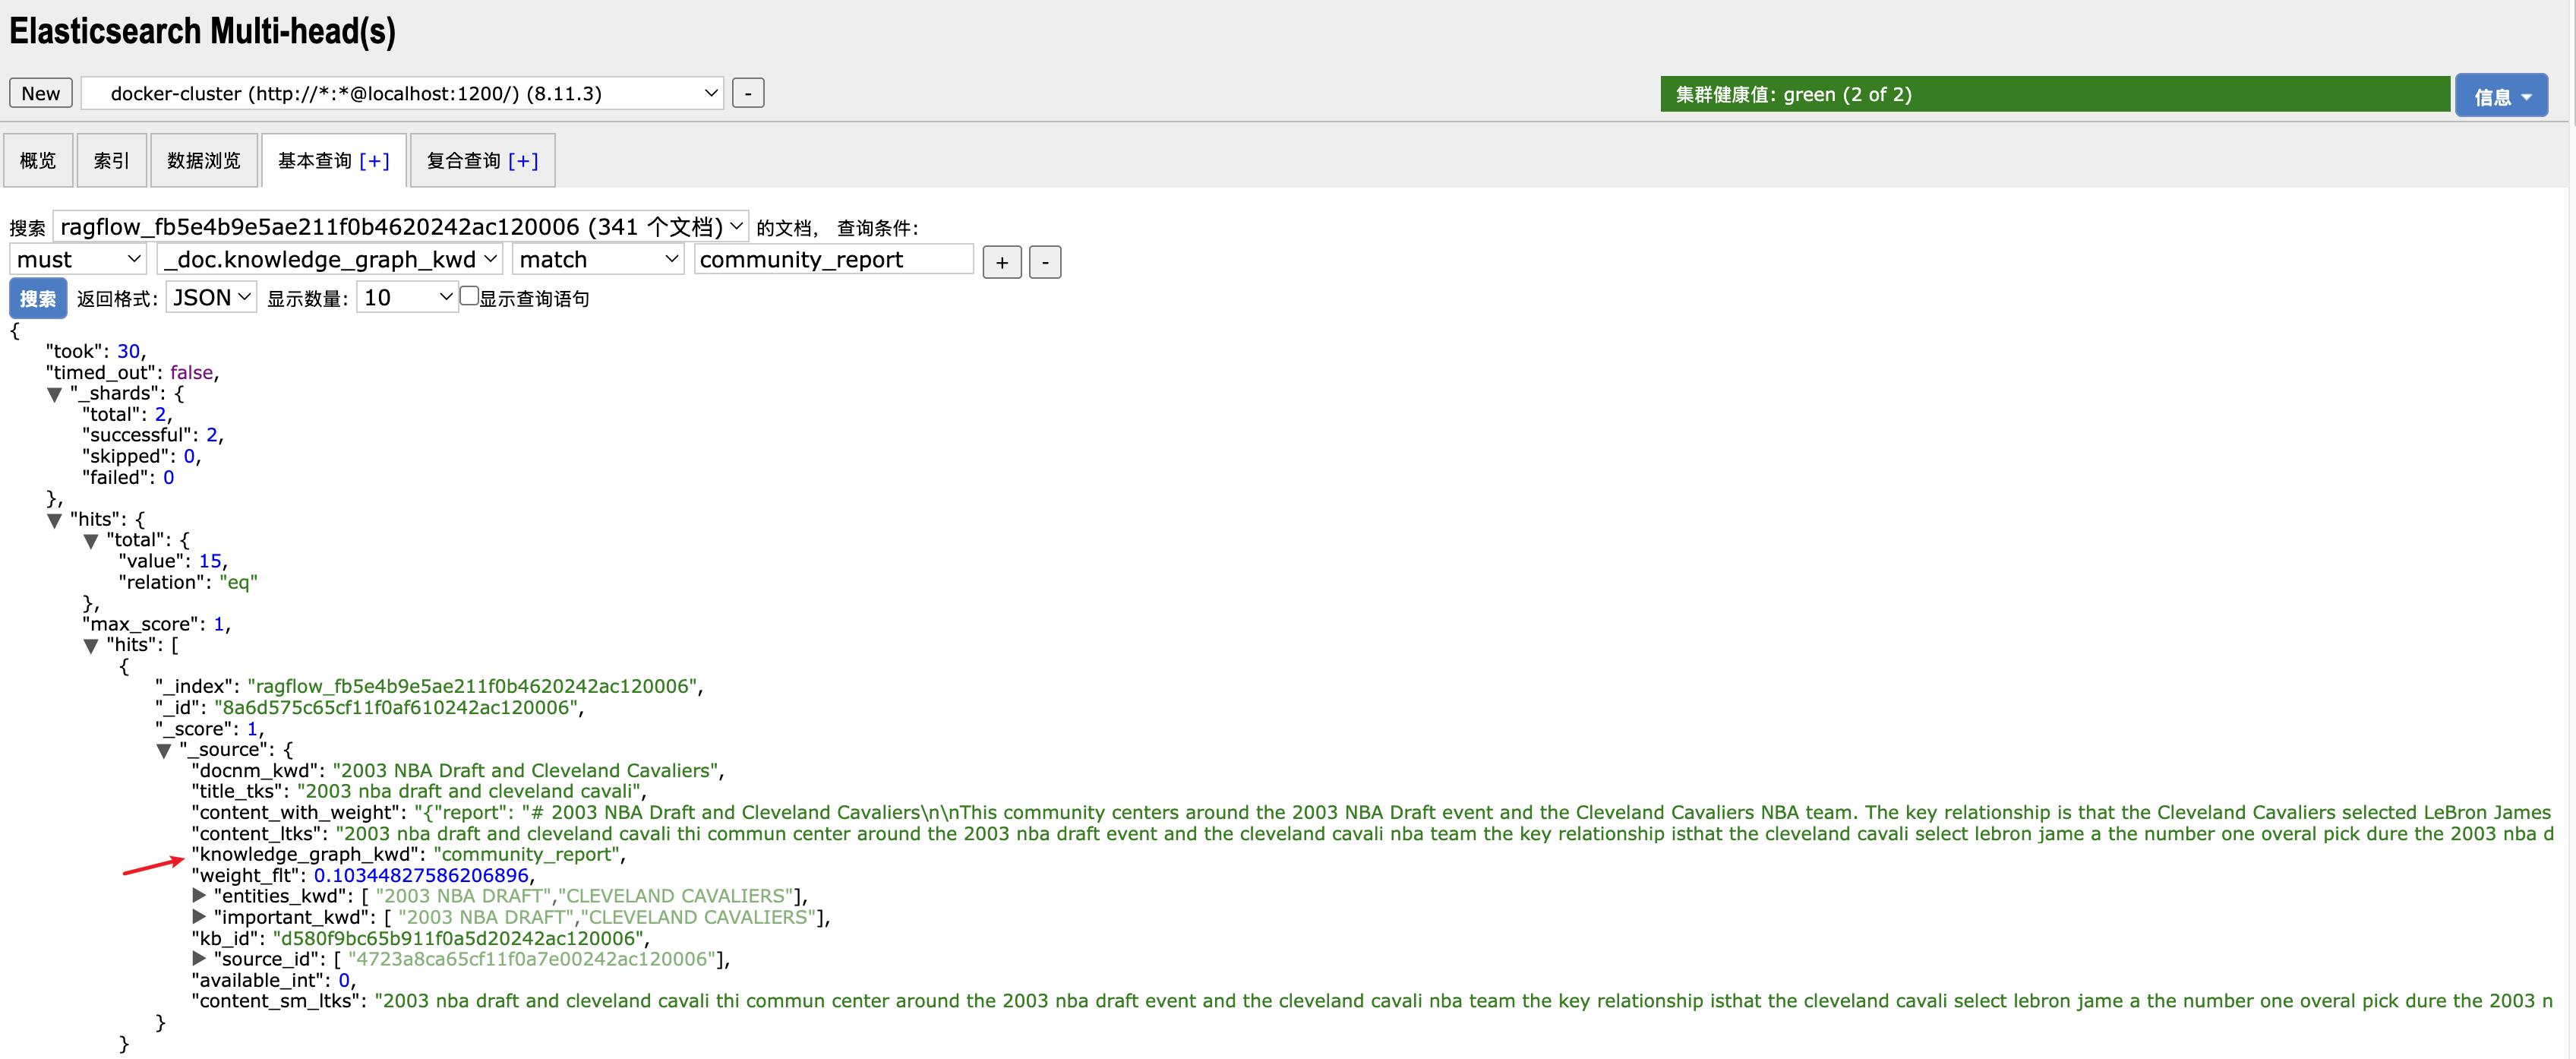 Elasticsearch Multi-head(s)
New docker-cluster (http://*:*@localhost:1200/) (8.11.3) - 集群健康值: green (2 of 2) 信息
概览 索引 数据浏览 基本查询 [+] 复合查询 [+]
搜索 ragflow_fb5e4b9e5ae211f0b4620242ac120006 (341 个文档) 的文档， 查询条件:
must _doc.knowledge_graph_kwd match community_report + -
搜索 返回格式: JSON 显示数量: 10 显示查询语句
{
"took": 30,
"timed_out": false,
▼ "_shards": {
"total": 2,
"successful": 2,
"skipped": 0,
"failed": 0
},
▼ "hits": {
▼ "total": {
"value": 15,
"relation": "eq"
},
"max_score": 1,
▼ "hits": [
{
"_index": "ragflow_fb5e4b9e5ae211f0b4620242ac120006",
"_id": "8a6d575c65cf11f0af610242ac120006",
"_score": 1,
▼ "_source": {
"docnm_kwd": "2003 NBA Draft and Cleveland Cavaliers",
"title_tks": "2003 nba draft and cleveland cavali",
"content_with_weight": "{"report": "# 2003 NBA Draft and Cleveland Cavaliers\n\nThis community centers around the 2003 NBA Draft event and the Cleveland Cavaliers NBA team. The key relationship is that the Cleveland Cavaliers selected LeBron James
"content_ltks": "2003 nba draft and cleveland cavali thi commun center around the 2003 nba draft event and the cleveland cavali nba team the key relationship isthat the cleveland cavali select lebron jame a the number one overal pick dure the 2003 nba d
"knowledge_graph_kwd": "community_report",
"weight_flt": 0.10344827586206896,
▶ "entities_kwd": [ "2003 NBA DRAFT","CLEVELAND CAVALIERS"],
▶ "important_kwd": [ "2003 NBA DRAFT","CLEVELAND CAVALIERS"],
"kb_id": "d580f9bc65b911f0a5d20242ac120006",
▶ "source_id": [ "4723a8ca65cf11f0a7e00242ac120006"],
"available_int": 0,
"content_sm_ltks": "2003 nba draft and cleveland cavali thi commun center around the 2003 nba draft event and the cleveland cavali nba team the key relationship isthat the cleveland cavali select lebron jame a the number one overal pick dure the 2003 n
}
}